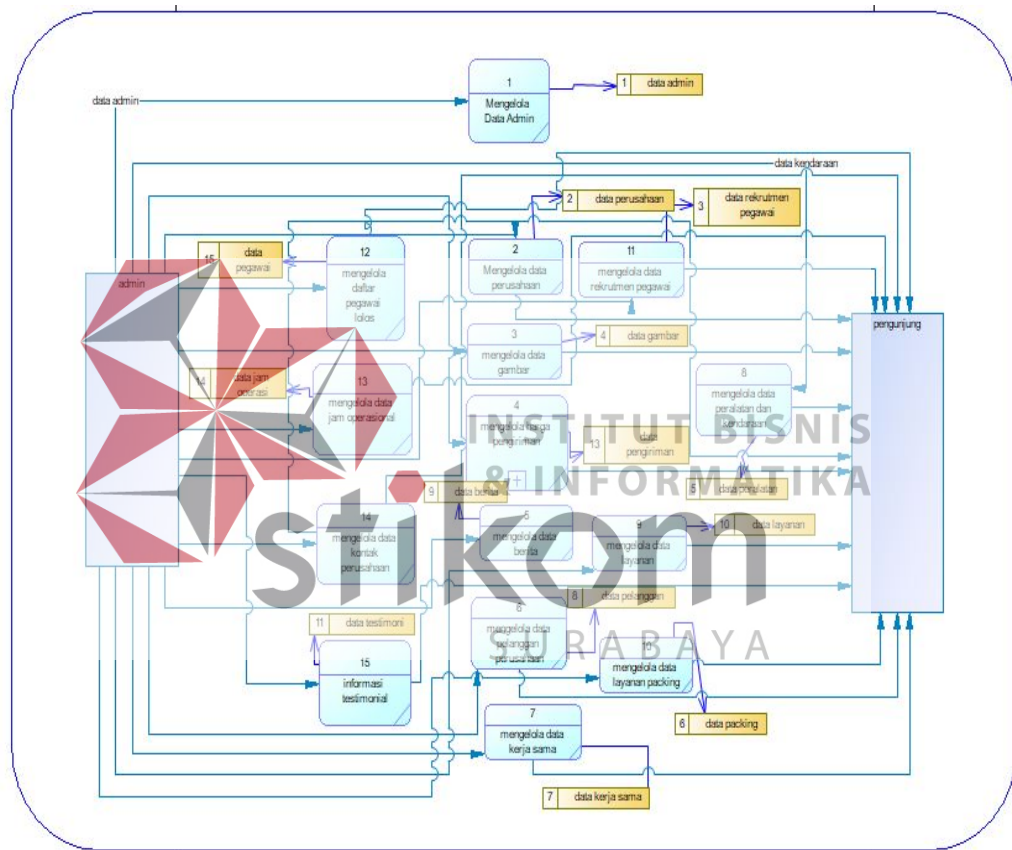 1
Mengelola
Data Admin
1 data admin
data admin
data kendaraan
2 data perusahaan
3 data rekrutmen
pegawai
12
mengelola
daftar
pegawai
lolos
15 data
pegawai
2
Mengelola data
perusahaan
11
mengelola data
rekrutmen pegawai
admin
pengunjung
3
mengelola data
gambar
4 data gambar
8
mengelola data
peralatan dan
kendaraan
14 data jam
operasi
13
mengelola data
jam operasional
4
mengelola harga
pengiriman
13 data
pengiriman
INSTITUT BISNIS
& INFORMATIKA
stikom
SURABAYA
9 data berita
5 data peralatan
14
mengelola data
kontak
perusahaan
5
mengelola data
berita
9
mengelola data
layanan
10 data layanan
8 data pelanggan
6
mengelola data
pelanggan
perusahaan
11 data testimoni
15
informasi
testimonial
10
mengelola data
layanan packing
6 data packing
7
mengelola data
kerja sama
7 data kerja sama